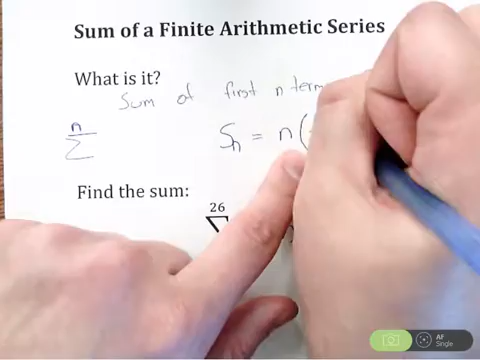 Sum of a Finite Arithmetic Series
What is it?
Sum of first n term
n
Σ
Sn = n(
Find the sum:
26
Σ
AF
Single